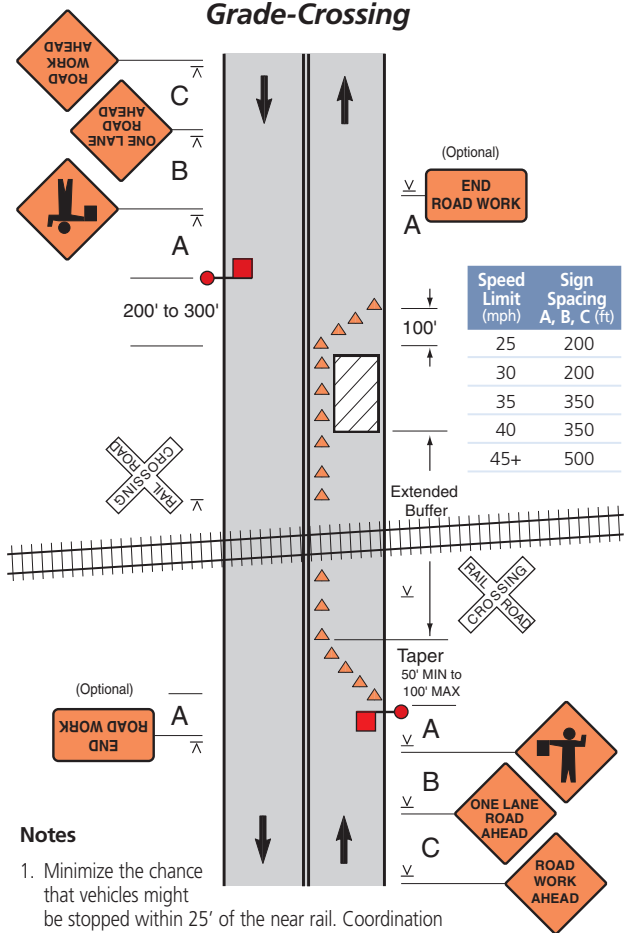 Grade-Crossing
ROAD
WORK
AHEAD
C
ONE LANE
ROAD
AHEAD
B
A
200' to 300'
(Optional)
END
ROAD WORK
A
Speed
Limit
(mph)
Sign
Spacing
A, B, C (ft)
25 200
30 200
35 350
40 350
45+ 500
100'
RAIL ROAD
CROSSING
Extended
Buffer
RAIL ROAD
CROSSING
Taper
50' MIN to
100' MAX
(Optional)
END
ROAD WORK
A
A
B
ONE LANE
ROAD
AHEAD
C
ROAD
WORK
AHEAD
Notes
1. Minimize the chance
that vehicles might
be stopped within 25' of the near rail. Coordination